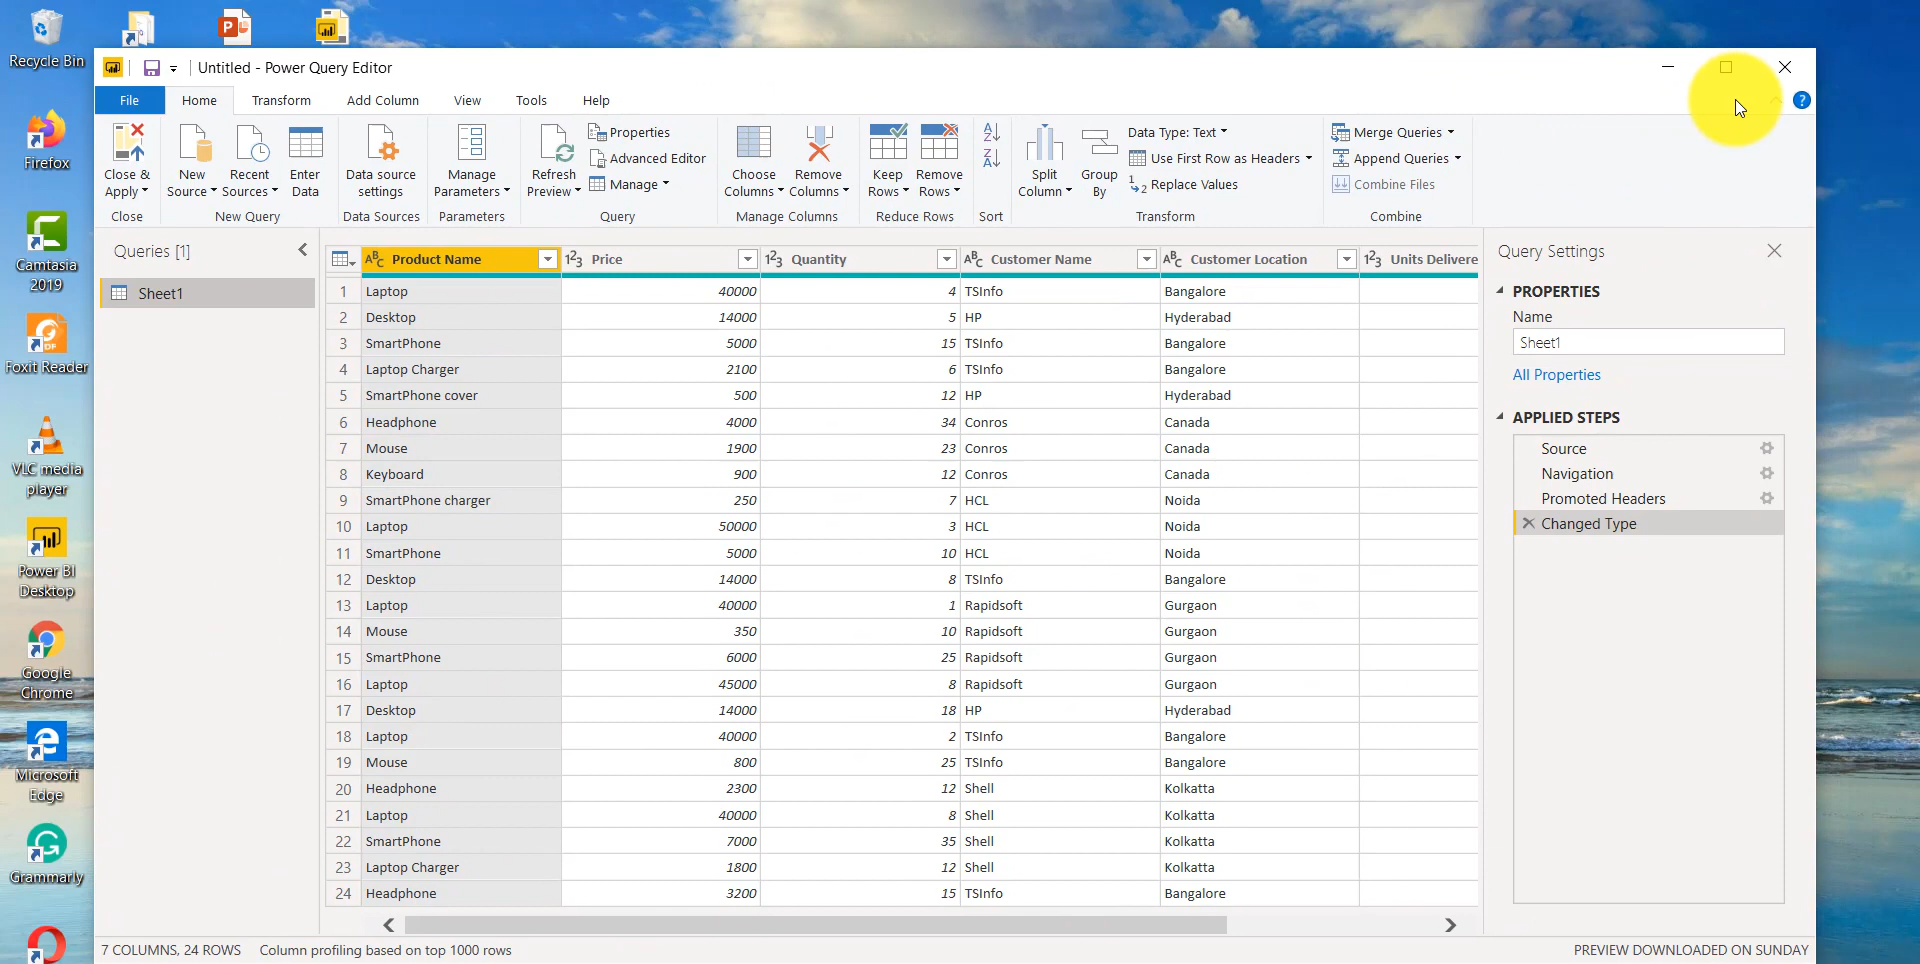 Recycle Bin
Firefox
Camtasia
2019
Foxit Reader
VLC media
player
Power BI
Desktop
Google
Chrome
Microsoft
Edge
Grammarly
Untitled - Power Query Editor
File Home Transform Add Column View Tools Help
Close &
Apply
Close
New
Source
Recent
Sources
Enter
Data
New Query
Data source
settings
Data Sources
Manage
Parameters
Parameters
Refresh
Preview
Properties
Advanced Editor
Manage
Query
Choose
Columns
Remove
Columns
Manage Columns
Keep
Rows
Remove
Rows
Reduce Rows
Sort
Split
Column
Group
By
Data Type: Text
Use First Row as Headers
Replace Values
Transform
Merge Queries
Append Queries
Combine Files
Combine
Queries [1]
Sheet1
Product Name Price Quantity Customer Name Customer Location Units Delivere
1 Laptop 40000 4 TSInfo Bangalore
2 Desktop 14000 5 HP Hyderabad
3 SmartPhone 5000 15 TSInfo Bangalore
4 Laptop Charger 2100 6 TSInfo Bangalore
5 SmartPhone cover 500 12 HP Hyderabad
6 Headphone 4000 34 Conros Canada
7 Mouse 1900 23 Conros Canada
8 Keyboard 900 12 Conros Canada
9 SmartPhone charger 250 7 HCL Noida
10 Laptop 50000 3 HCL Noida
11 SmartPhone 5000 10 HCL Noida
12 Desktop 14000 8 TSInfo Bangalore
13 Laptop 40000 1 Rapidsoft Gurgaon
14 Mouse 350 10 Rapidsoft Gurgaon
15 SmartPhone 6000 25 Rapidsoft Gurgaon
16 Laptop 45000 8 Rapidsoft Gurgaon
17 Desktop 14000 18 HP Hyderabad
18 Laptop 40000 2 TSInfo Bangalore
19 Mouse 800 25 TSInfo Bangalore
20 Headphone 2300 12 Shell Kolkatta
21 Laptop 40000 8 Shell Kolkatta
22 SmartPhone 7000 35 Shell Kolkatta
23 Laptop Charger 1800 12 Shell Kolkatta
24 Headphone 3200 15 TSInfo Bangalore
Query Settings
PROPERTIES
Name
Sheet1
All Properties
APPLIED STEPS
Source
Navigation
Promoted Headers
Changed Type
7 COLUMNS, 24 ROWS Column profiling based on top 1000 rows
PREVIEW DOWNLOADED ON SUNDAY